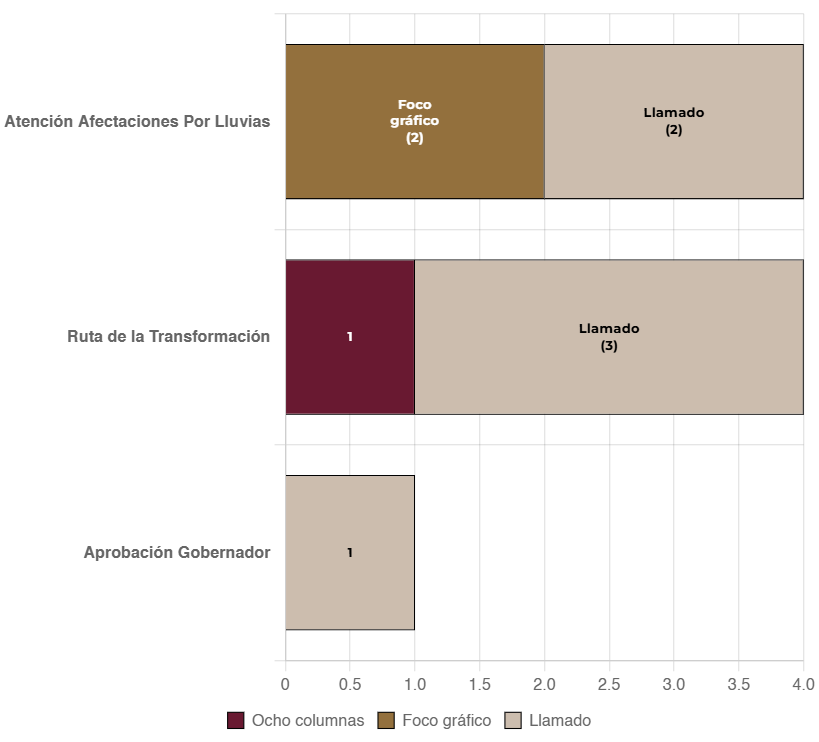 Atención Afectaciones Por Lluvias
Foco
gráfico
(2)
Llamado
(2)
Ruta de la Transformación
1
Llamado
(3)
Aprobación Gobernador
1
0 0.5 1.0 1.5 2.0 2.5 3.0 3.5 4.0
Ocho columnas Foco gráfico Llamado